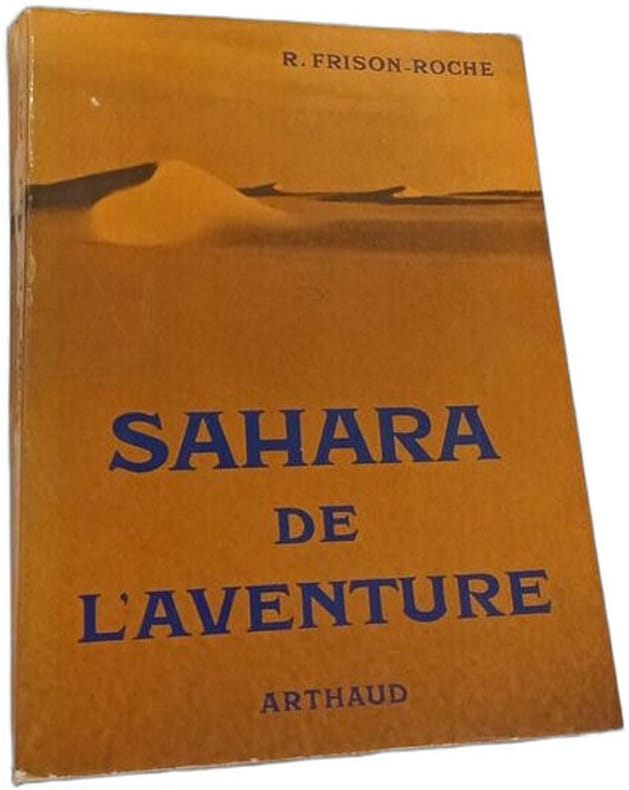 R. FRISON-ROCHE
SAHARA
DE
L'AVENTURE
ARTHAUD